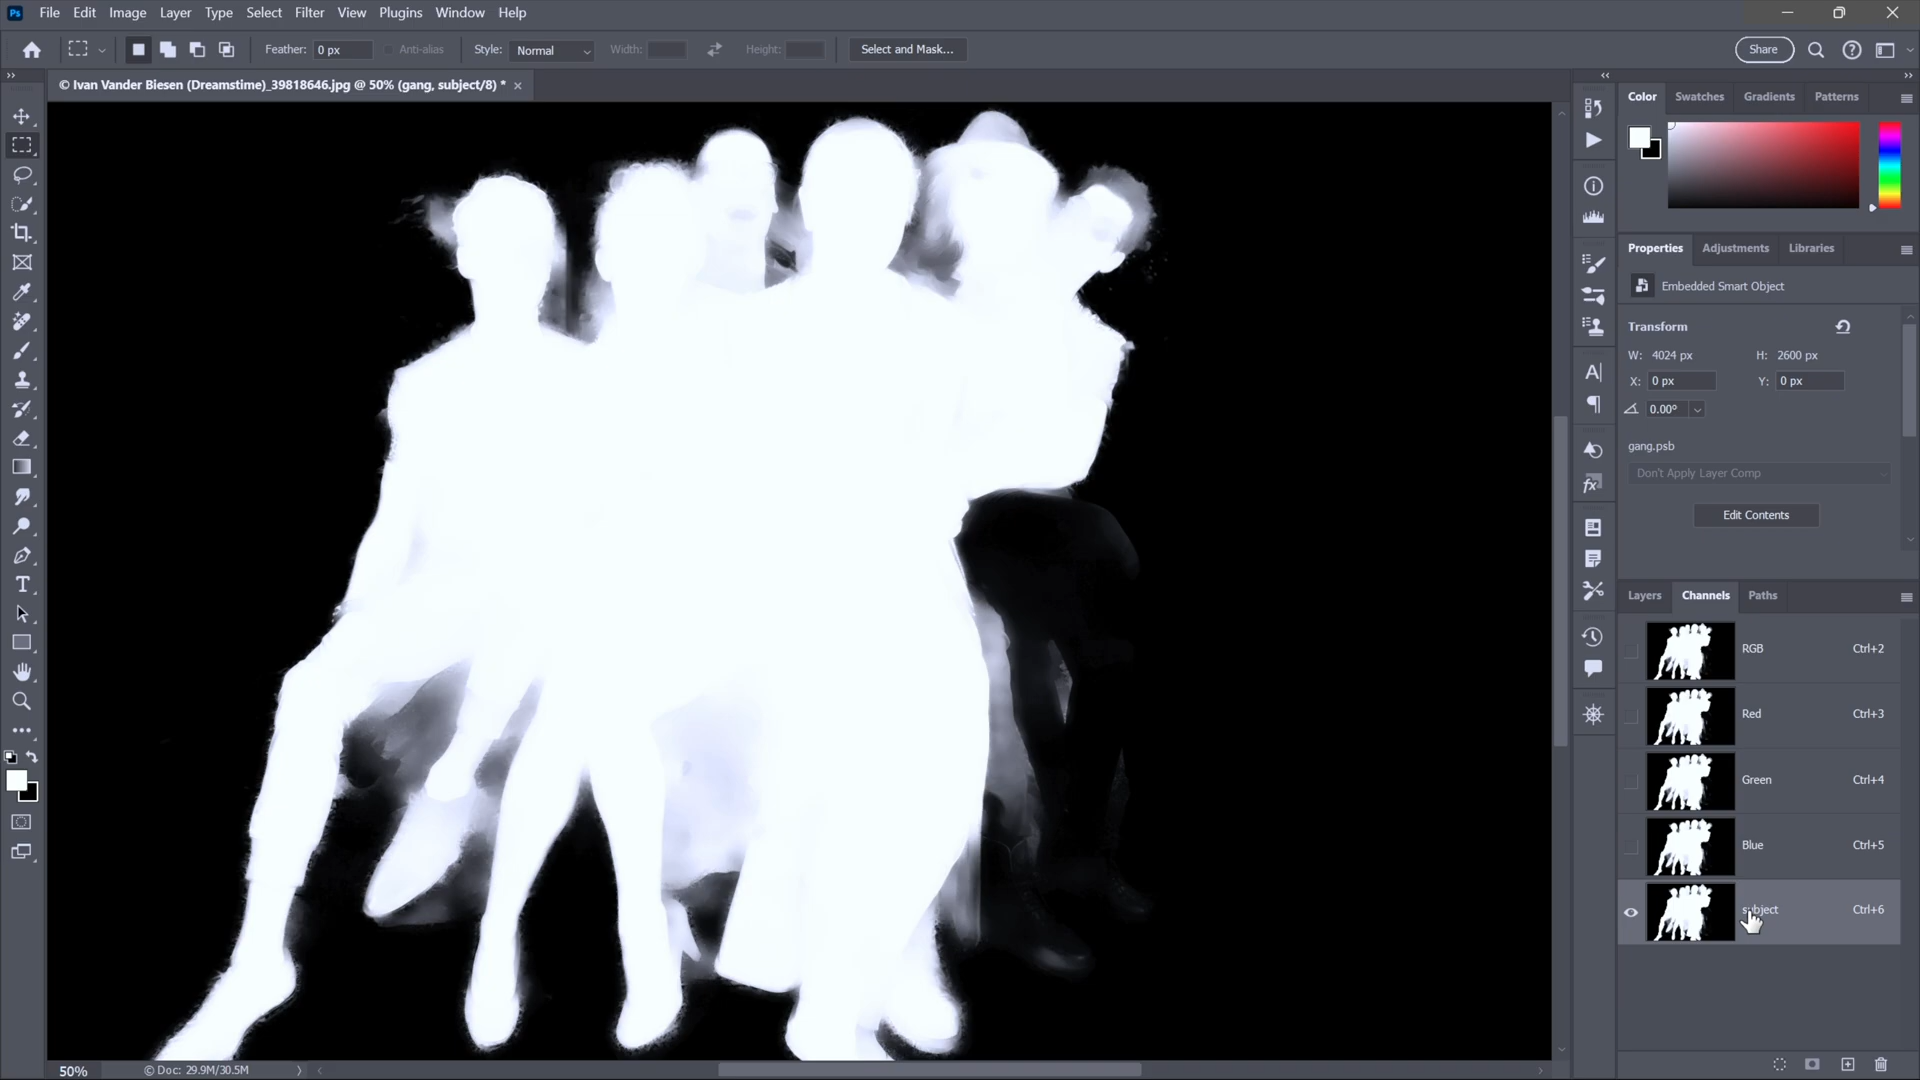 Ps File Edit Image Layer Type Select Filter View Plugins Window Help
Feather: 0 px Anti-alias Style: Normal Width: Height: Select and Mask... Share
© Ivan Vander Biesen (Dreamstime)_39818646.jpg @ 50% (gang, subject/8) * ×
Color Swatches Gradients Patterns
Properties Adjustments Libraries
Embedded Smart Object
Transform
W: 4024 px H: 2600 px
X: 0 px Y: 0 px
0.00°
gang.psb
Don't Apply Layer Comp
Edit Contents
Layers Channels Paths
RGB Ctrl+2
Red Ctrl+3
Green Ctrl+4
Blue Ctrl+5
subject Ctrl+6
50% © Doc: 29.9M/30.5M